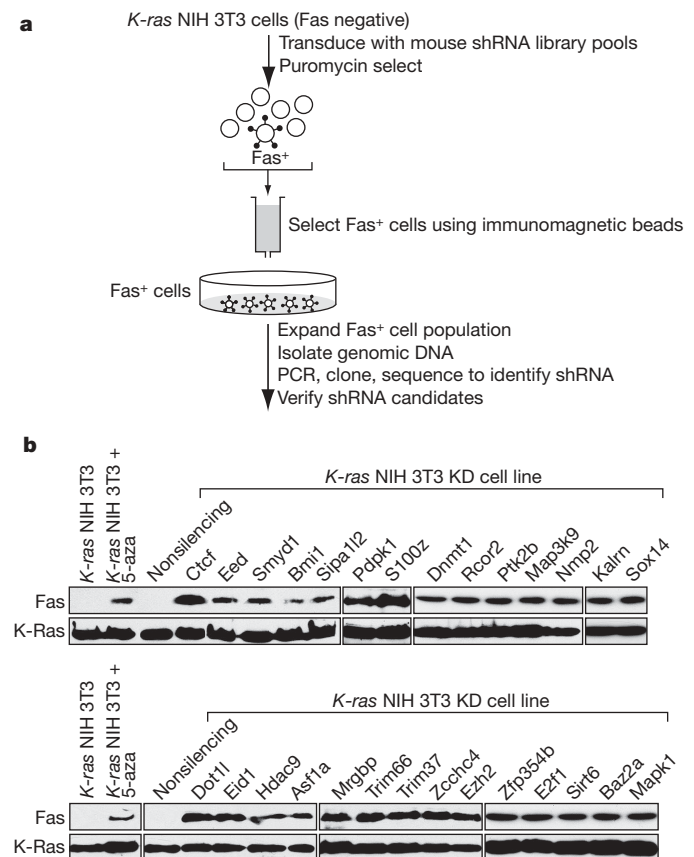 a
K-ras NIH 3T3 cells (Fas negative)
Transduce with mouse shRNA library pools
Puromycin select
Fas+
Select Fas+ cells using immunomagnetic beads
Fas+ cells
Expand Fas+ cell population
Isolate genomic DNA
PCR, clone, sequence to identify shRNA
Verify shRNA candidates
b
K-ras NIH 3T3 KD cell line
K-ras NIH 3T3
K-ras NIH 3T3 +
5-aza
Nonsilencing
Ctcf
Eed
Smyd1
Bmi1
Sipa1l2
Pdpk1
S100z
Dnmt1
Rcor2
Ptk2b
Map3k9
Nmp2
Kalrn
Sox14
Fas
K-Ras
K-ras NIH 3T3 KD cell line
K-ras NIH 3T3
K-ras NIH 3T3 +
5-aza
Nonsilencing
Dot1l
Eid1
Hdac9
Asf1a
Mrgbp
Trim66
Trim37
Zcchc4
Ezh2
Zfp354b
E2f1
Sirt6
Baz2a
Mapk1
Fas
K-Ras